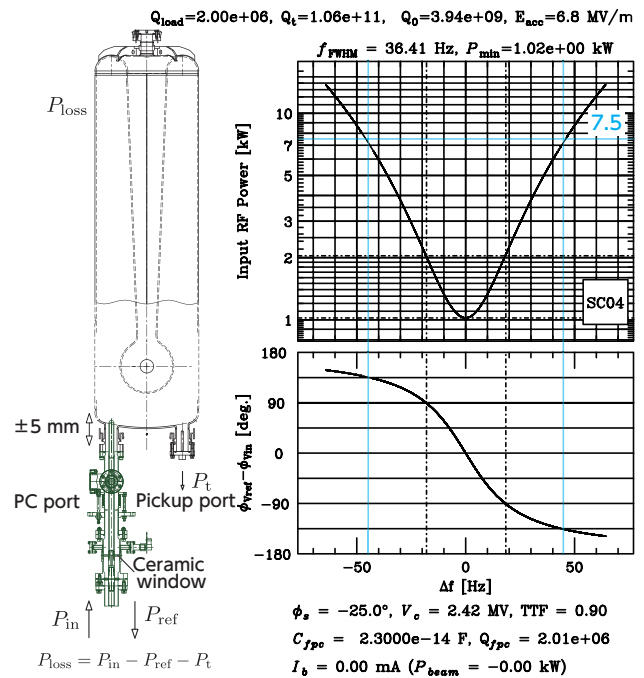 Q_load=2.00e+06, Q_t=1.06e+11, Q_0=3.94e+09, E_acc=6.8 MV/m
f_FWHM = 36.41 Hz, P_min=1.02e+00 kW
P_loss
±5 mm
PC port
Pickup port
P_t
Ceramic
window
P_in
P_ref
P_loss = P_in − P_ref − P_t
Input RF Power [kW]
10
7
5
3
2
1
7.5
SC04
ϕ_Vref−ϕ_Vin [deg.]
180
90
0
−90
−180
−50
0
50
Δf [Hz]
ϕ_s = −25.0°, V_c = 2.42 MV, TTF = 0.90
C_fpc = 2.3000e−14 F, Q_fpc = 2.01e+06
I_b = 0.00 mA (P_beam = −0.00 kW)